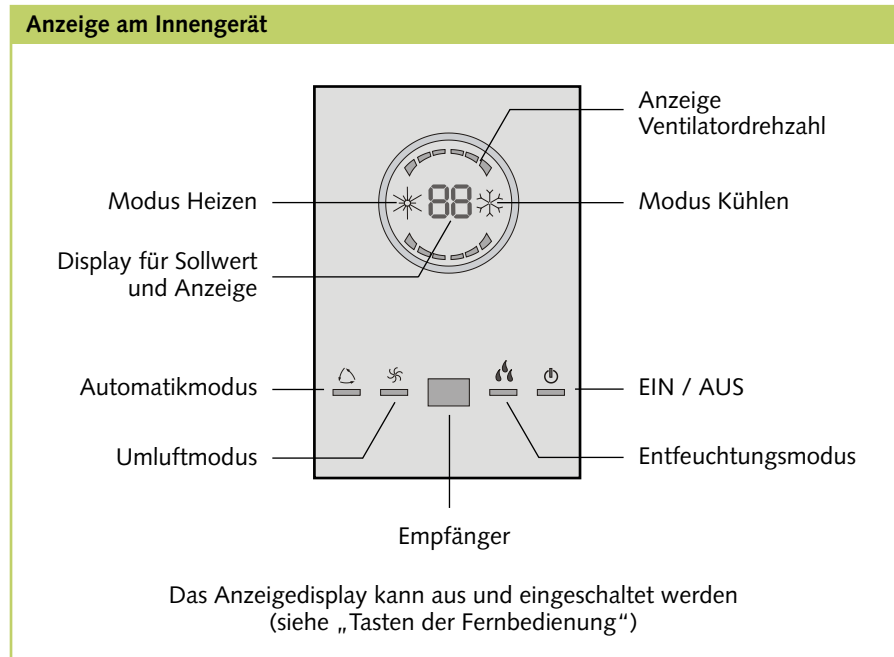 Anzeige am Innengerät
Anzeige
Ventilatordrehzahl
Modus Heizen
88
Modus Kühlen
Display für Sollwert
und Anzeige
Automatikmodus
EIN / AUS
Umluftmodus
Entfeuchtungsmodus
Empfänger
Das Anzeigedisplay kann aus und eingeschaltet werden
(siehe „Tasten der Fernbedienung“)